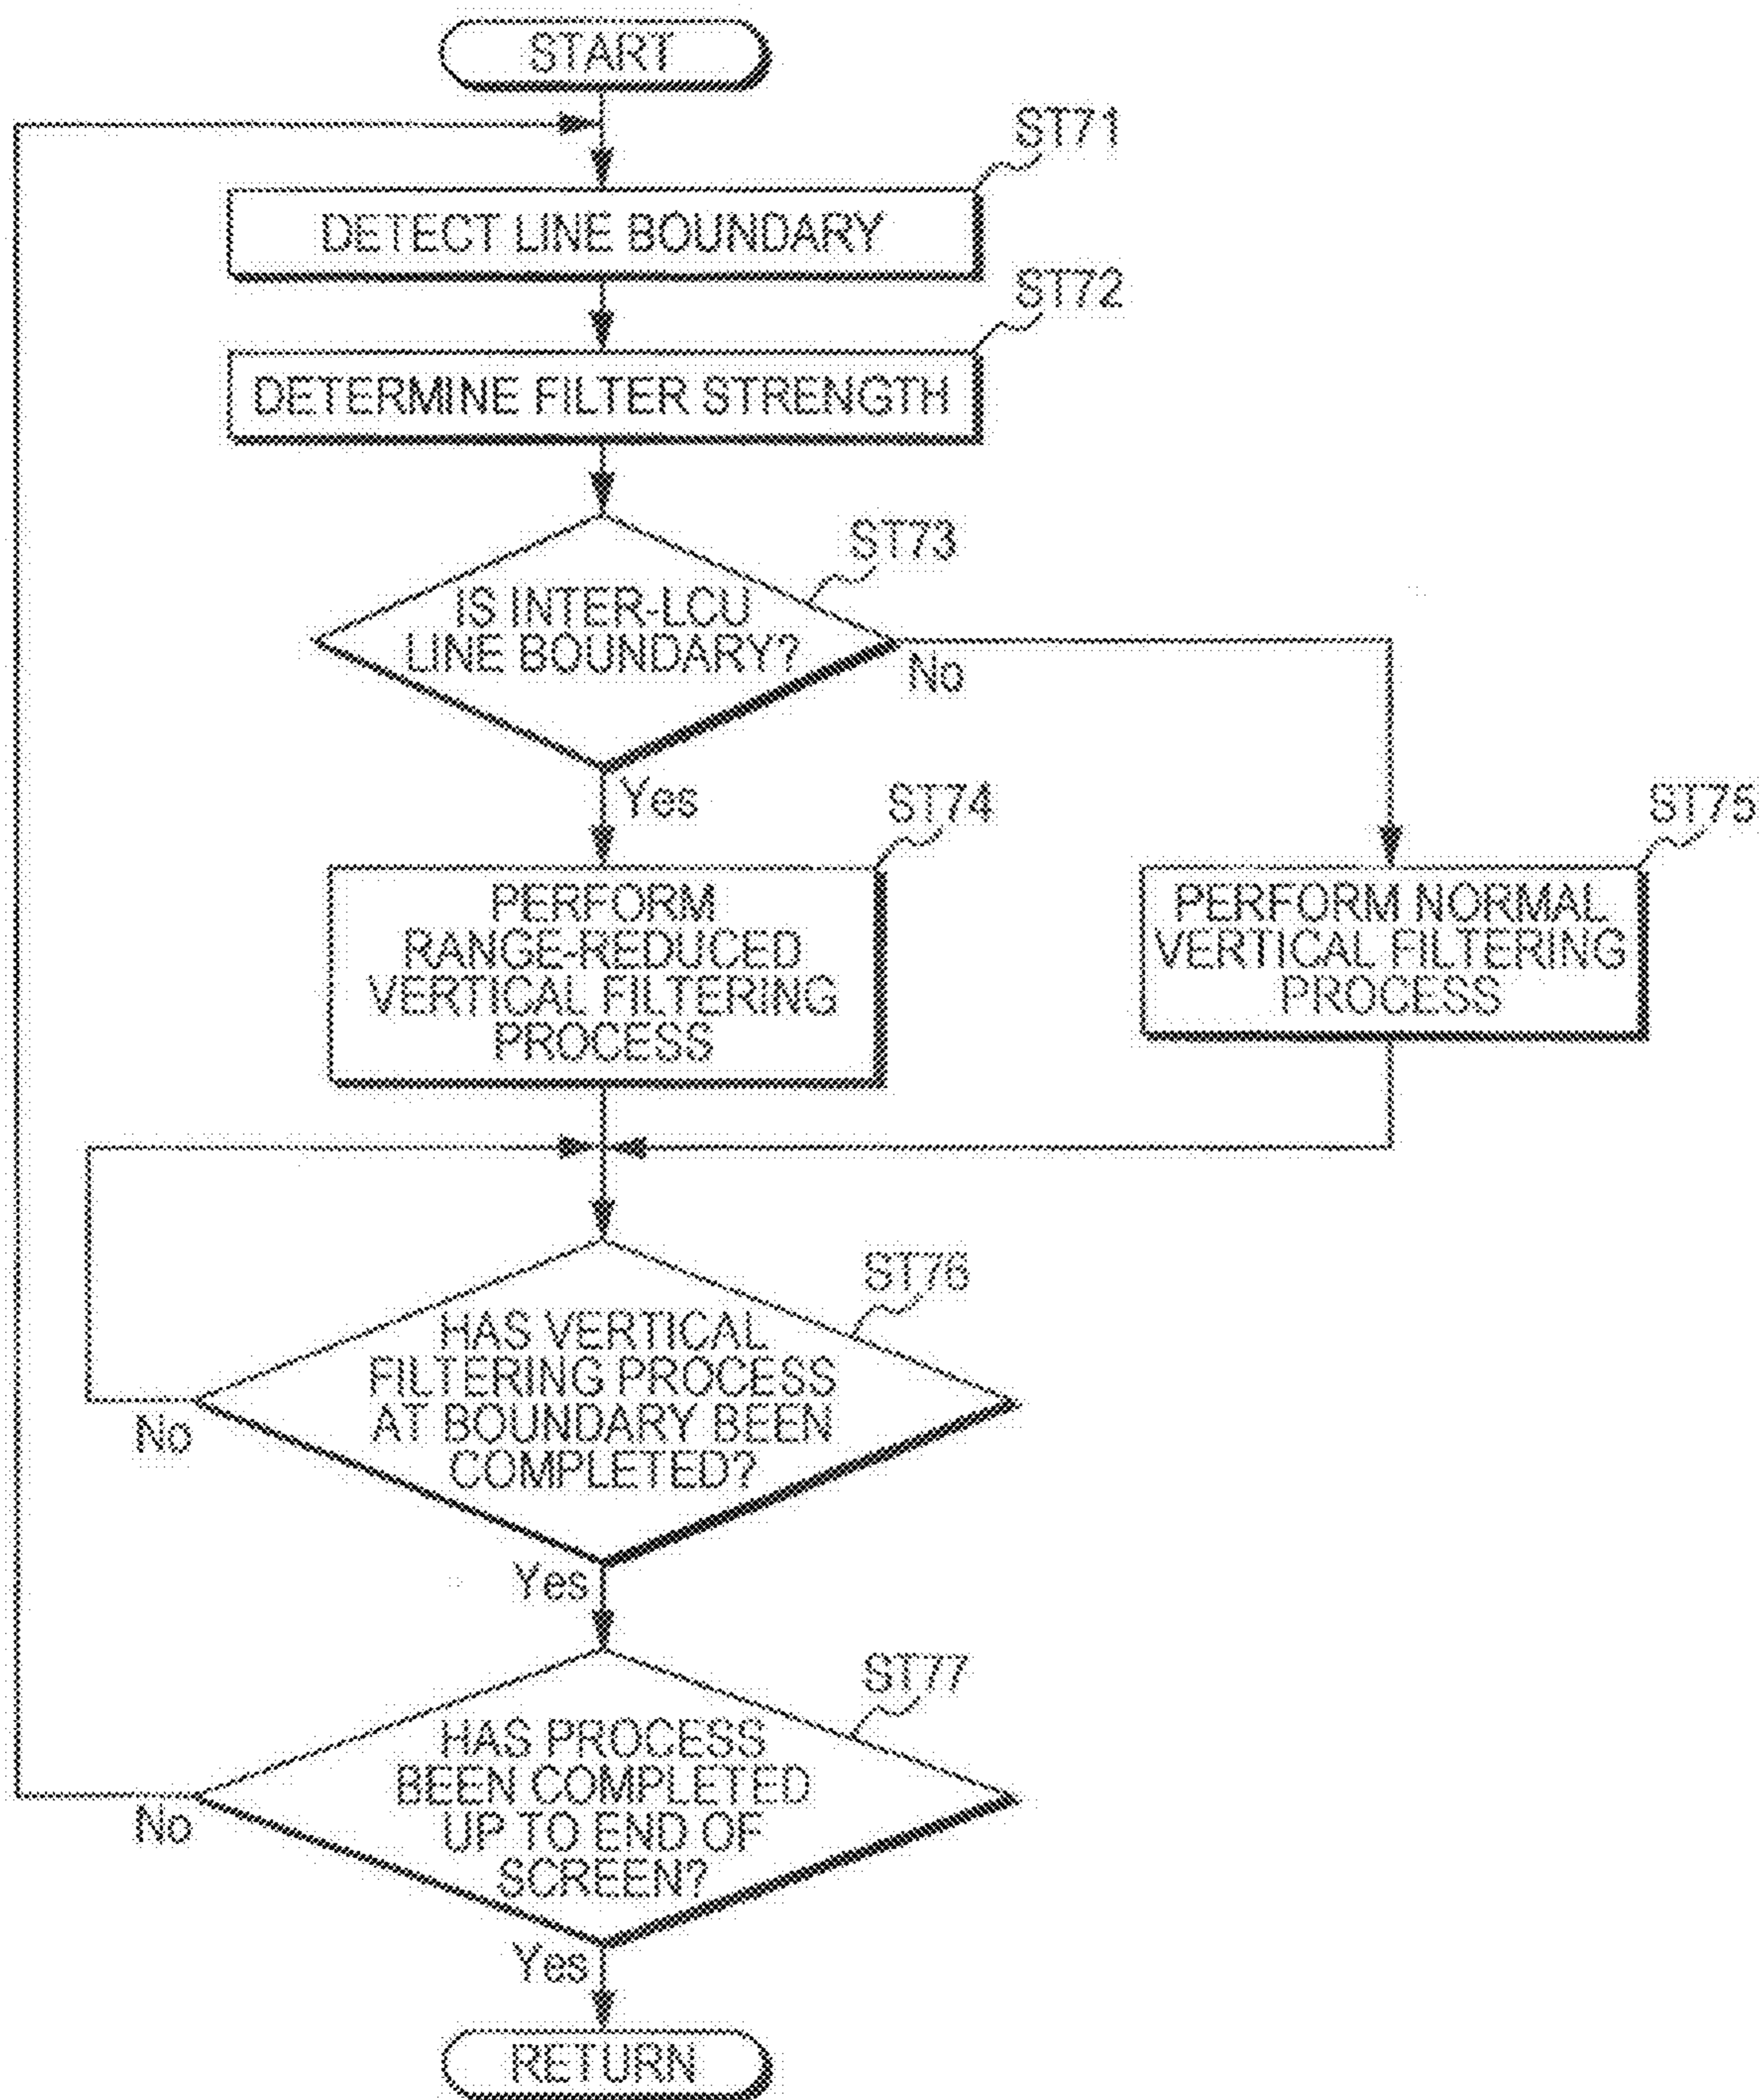 START
ST71
DETECT LINE BOUNDARY
ST72
DETERMINE FILTER STRENGTH
ST73
IS INTER-LCU
LINE BOUNDARY?
No
Yes
ST74
PERFORM
RANGE-REDUCED
VERTICAL FILTERING
PROCESS
ST75
PERFORM NORMAL
VERTICAL FILTERING
PROCESS
ST76
HAS VERTICAL
FILTERING PROCESS
AT BOUNDARY BEEN
COMPLETED?
No
Yes
ST77
HAS PROCESS
BEEN COMPLETED
UP TO END OF
SCREEN?
No
Yes
RETURN